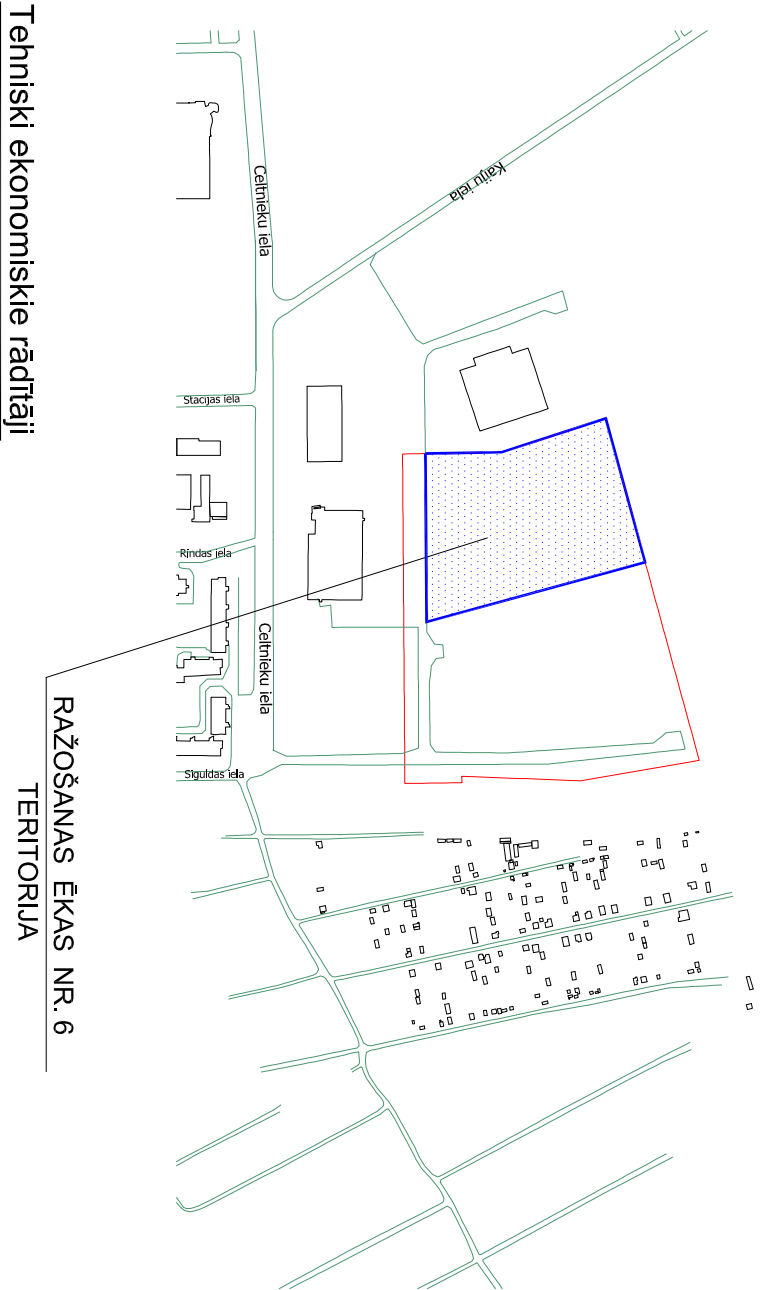 Tehniski ekonomiskie rādītāji
Kaiju iela
Celtnieku iela
Stacijas iela
Rindas iela
Celtnieku iela
Siguldas iela
RAŽOŠANAS ĒKAS NR. 6
TERITORIJA